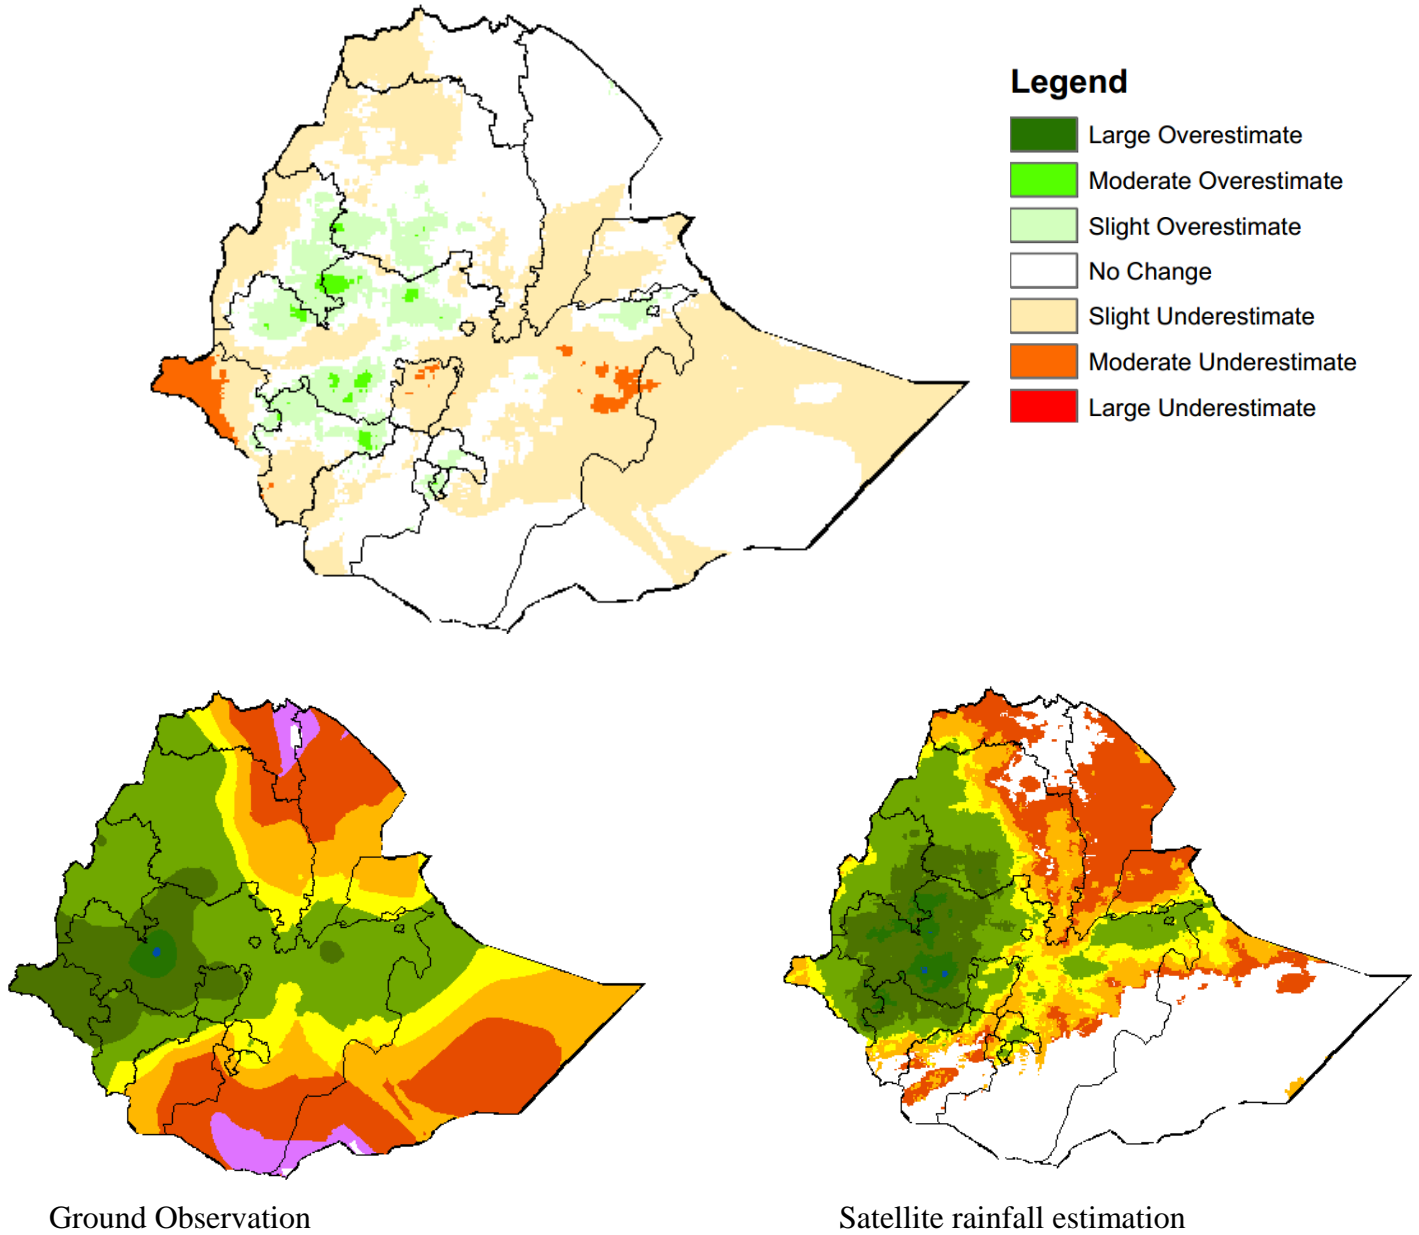 Legend
Large Overestimate
Moderate Overestimate
Slight Overestimate
No Change
Slight Underestimate
Moderate Underestimate
Large Underestimate
Ground Observation
Satellite rainfall estimation